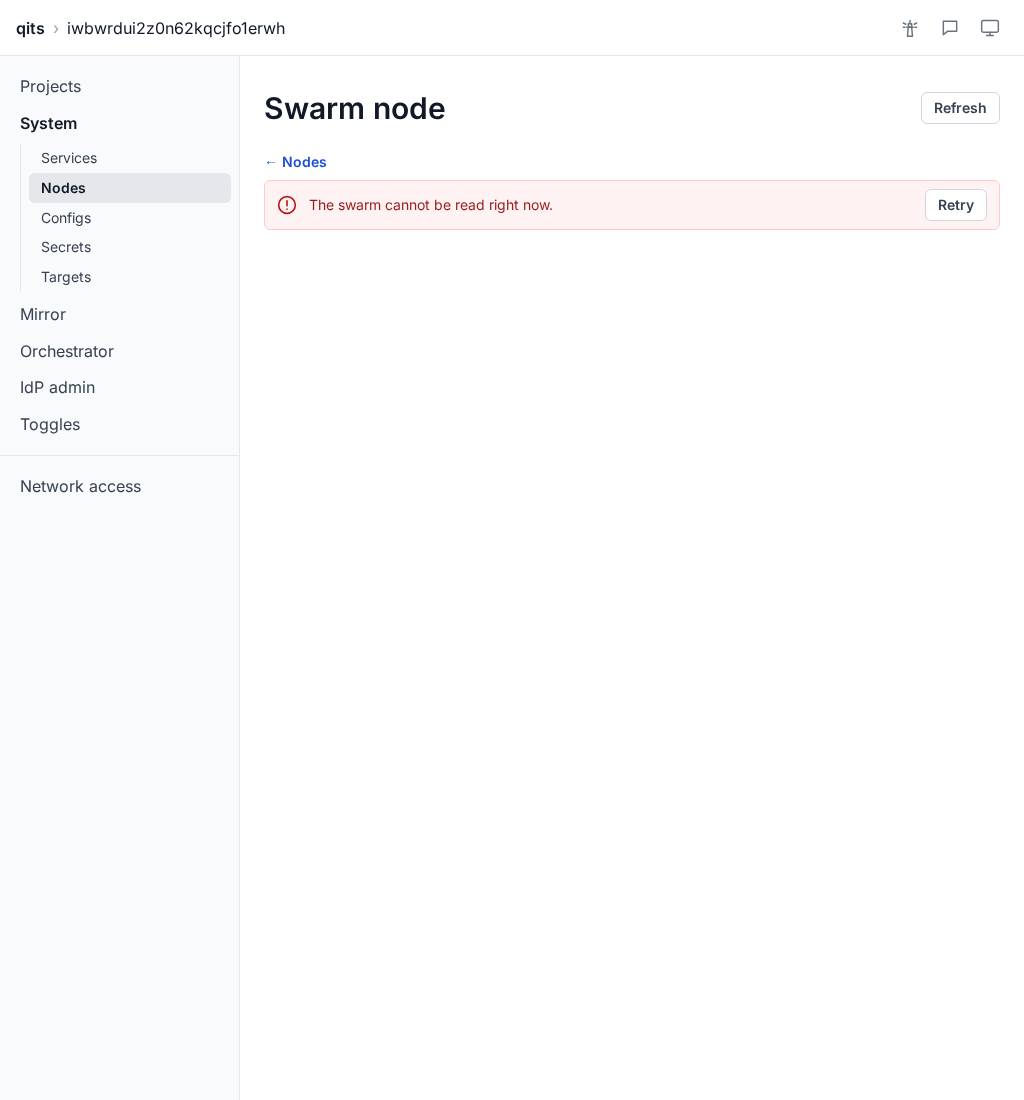 qits › iwbwrdui2z0n62kqcjfo1erwh
Projects
System
Services
Nodes
Configs
Secrets
Targets
Mirror
Orchestrator
IdP admin
Toggles
Network access
Swarm node
Refresh
← Nodes
The swarm cannot be read right now.
Retry